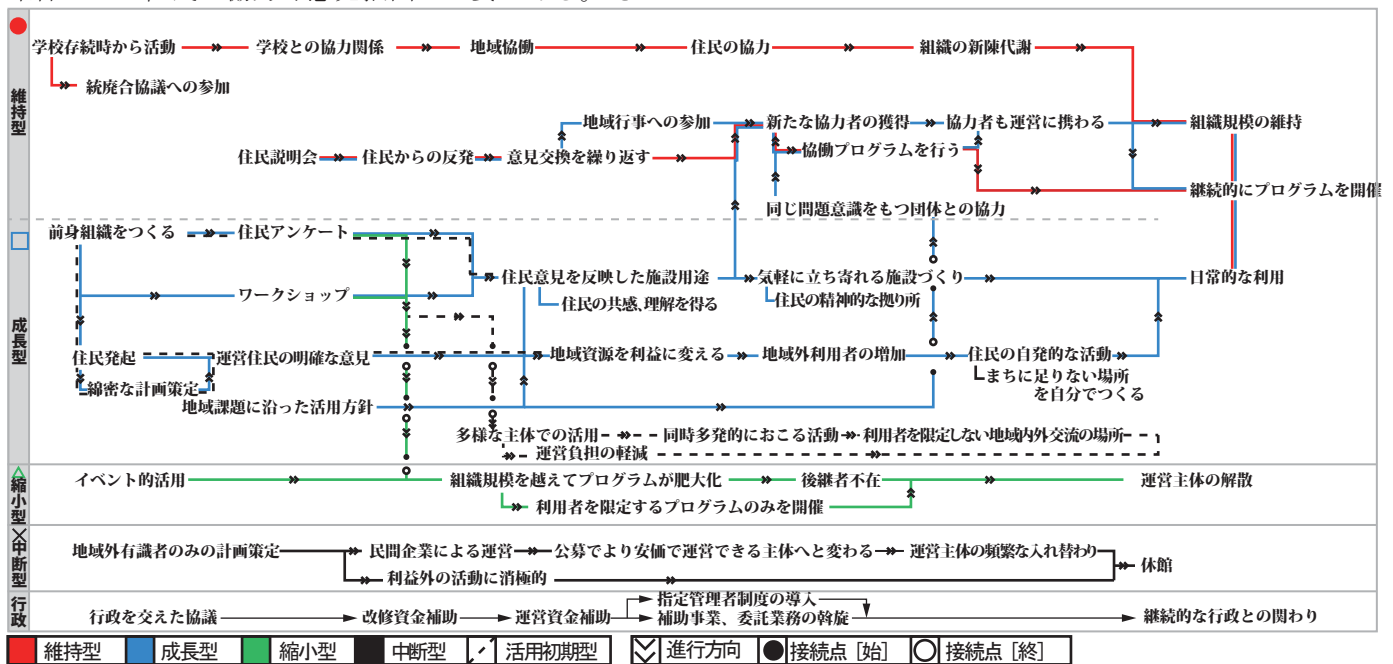 維持型
学校存続時から活動
学校との協力関係
地域協働
住民の協力
組織の新陳代謝
統廃合協議への参加
地域行事への参加
新たな協力者の獲得
協力者も運営に携わる
組織規模の維持
住民説明会
住民からの反発
意見交換を繰り返す
協働プログラムを行う
継続的にプログラムを開催
同じ問題意識をもつ団体との協力
成長型
前身組織をつくる
住民アンケート
住民意見を反映した施設用途
気軽に立ち寄れる施設づくり
日常的な利用
ワークショップ
住民の共感、理解を得る
住民の精神的な拠り所
住民発起
運営住民の明確な意見
地域資源を利益に変える
地域外利用者の増加
住民の自発的な活動
綿密な計画策定
まちに足りない場所
を自分でつくる
地域課題に沿った活用方針
多様な主体での活用
同時多発的におこる活動
利用者を限定しない地域内外交流の場所
運営負担の軽減
縮小型
イベント的活用
組織規模を越えてプログラムが肥大化
後継者不在
運営主体の解散
利用者を限定するプログラムのみを開催
中断型
地域外有識者のみの計画策定
民間企業による運営
公募でより安価で運営できる主体へと変わる
運営主体の頻繁な入れ替わり
休館
利益外の活動に消極的
行政
行政を交えた協議
改修資金補助
運営資金補助
指定管理者制度の導入
補助事業、委託業務の斡旋
継続的な行政との関わり
維持型
成長型
縮小型
中断型
活用初期型
進行方向
接続点［始］
接続点［終］